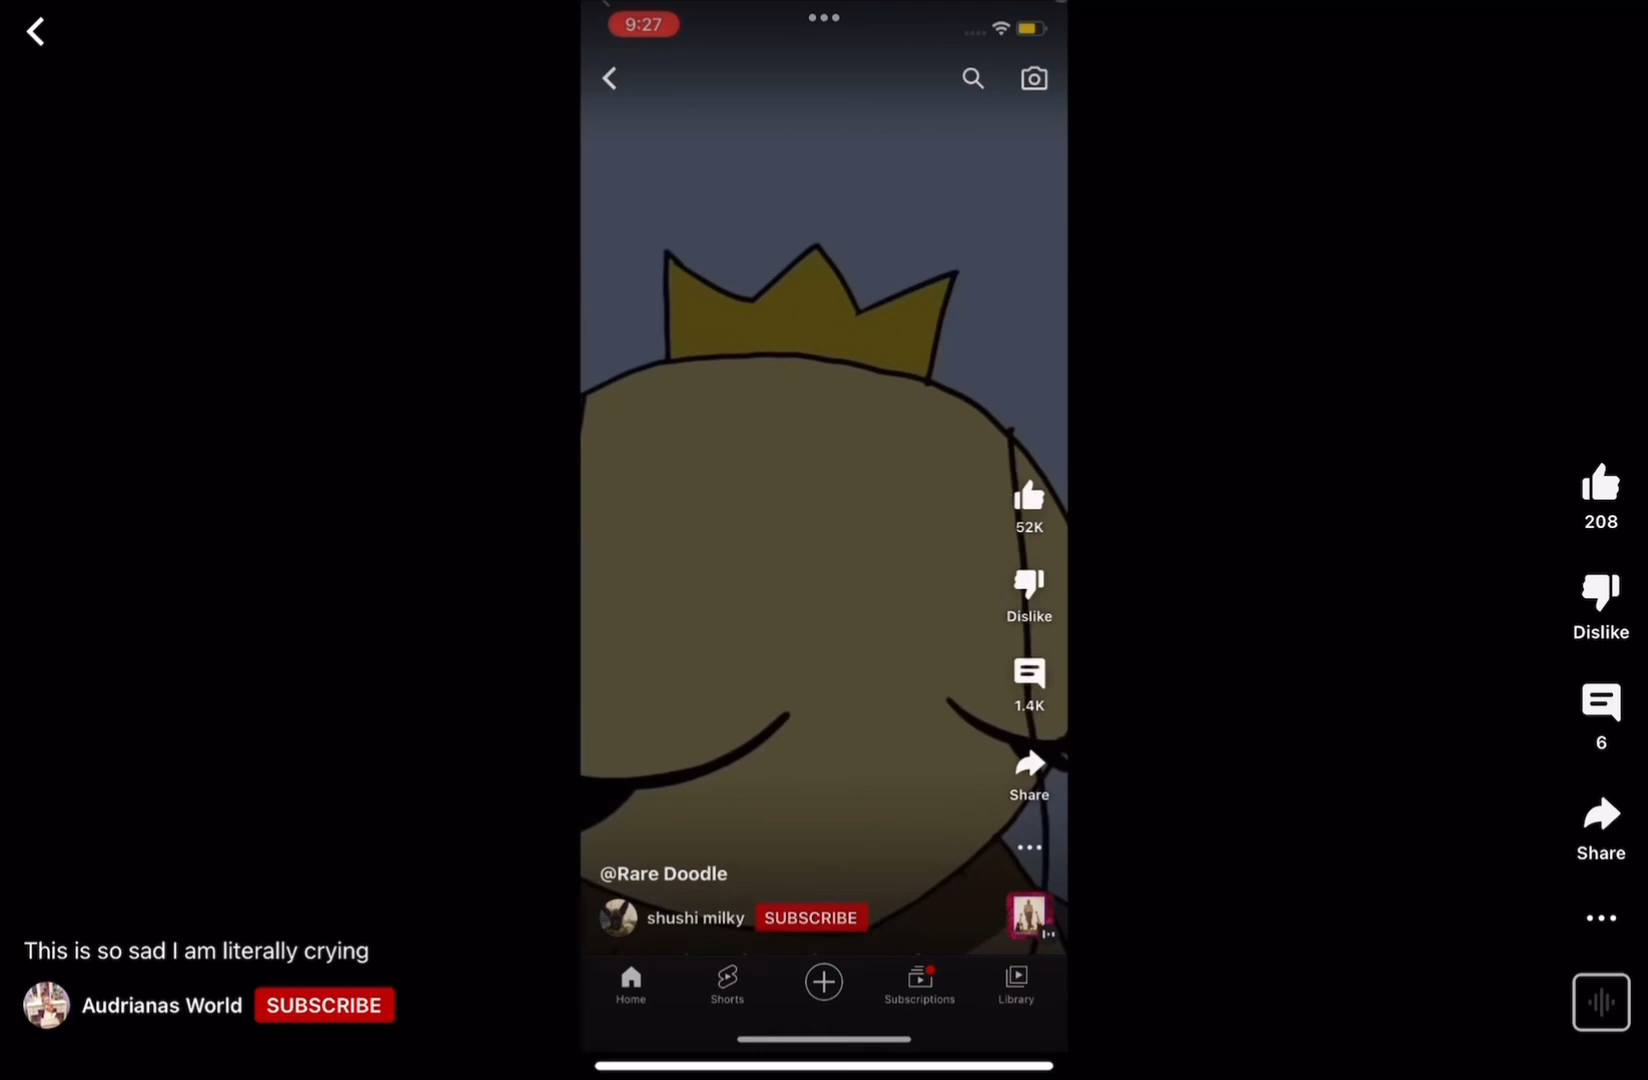 9:27
52K
Dislike
1.4K
Share
@Rare Doodle
shushi milky SUBSCRIBE
Home Shorts Subscriptions Library
208
Dislike
6
Share
This is so sad I am literally crying
Audrianas World SUBSCRIBE